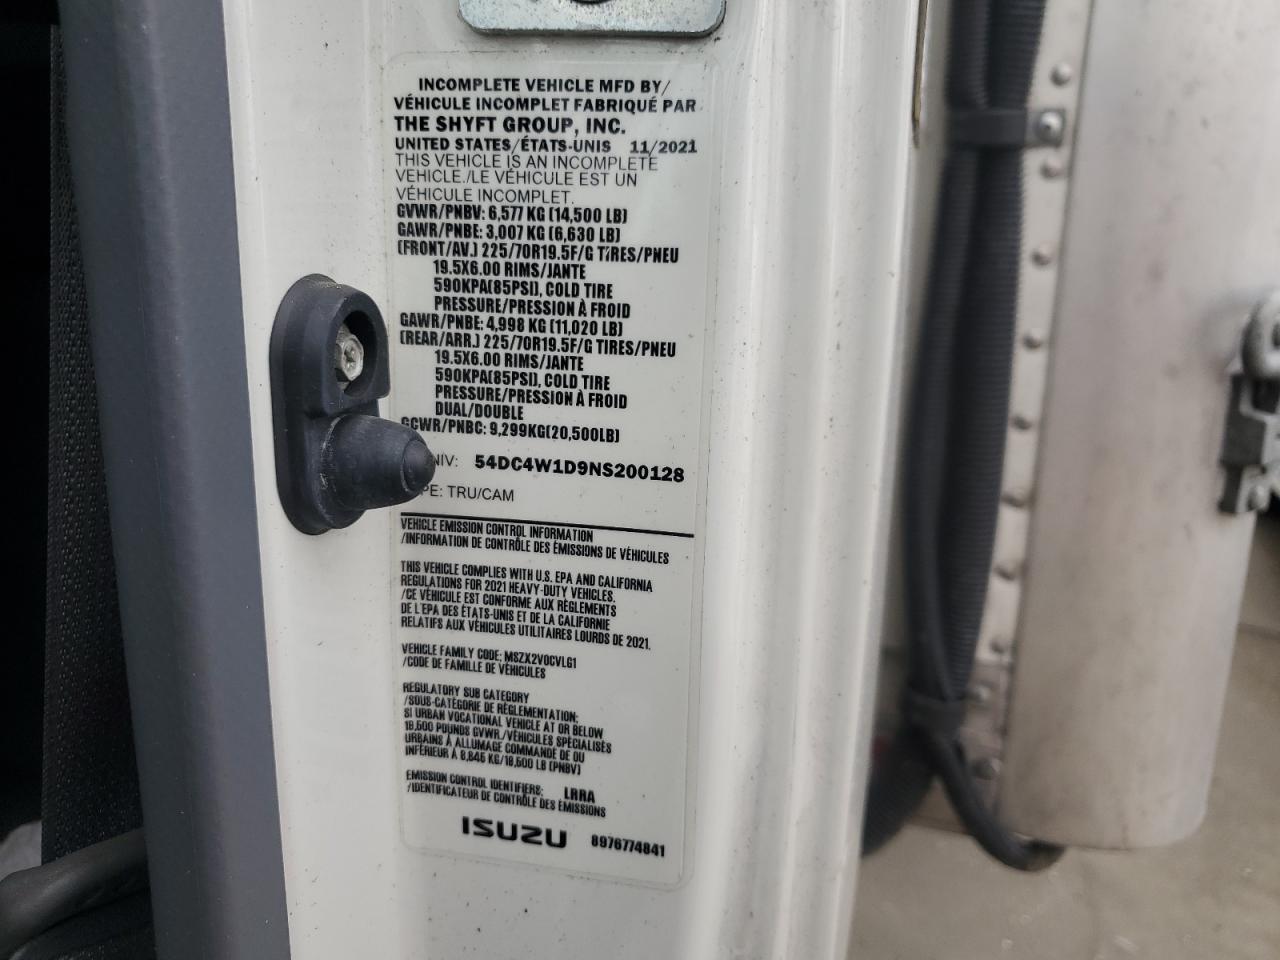 INCOMPLETE VEHICLE MFD BY/
VÉHICULE INCOMPLET FABRIQUÉ PAR
THE SHYFT GROUP, INC.
UNITED STATES/ÉTATS-UNIS 11/2021
THIS VEHICLE IS AN INCOMPLETE
VEHICLE./LE VÉHICULE EST UN
VÉHICULE INCOMPLET.
GVWR/PNBV: 6,577 KG (14,500 LB)
GAWR/PNBE: 3,007 KG (6,630 LB)
(FRONT/AV.) 225/70R19.5F/G TIRES/PNEU
19.5X6.00 RIMS/JANTE
590KPA(85PSI), COLD TIRE
PRESSURE/PRESSION À FROID
GAWR/PNBE: 4,998 KG (11,020 LB)
(REAR/ARR.) 225/70R19.5F/G TIRES/PNEU
19.5X6.00 RIMS/JANTE
590KPA(85PSI), COLD TIRE
PRESSURE/PRESSION À FROID
DUAL/DOUBLE
GCWR/PNBC: 9,299KG(20,500LB)
NIV: 54DC4W1D9NS200128
PE: TRU/CAM
VEHICLE EMISSION CONTROL INFORMATION
/INFORMATION DE CONTRÔLE DES ÉMISSIONS DE VÉHICULES
THIS VEHICLE COMPLIES WITH U.S. EPA AND CALIFORNIA
REGULATIONS FOR 2021 HEAVY-DUTY VEHICLES.
/CE VÉHICULE EST CONFORME AUX RÈGLEMENTS
DE L'EPA DES ÉTATS-UNIS ET DE LA CALIFORNIE
RELATIFS AUX VÉHICULES UTILITAIRES LOURDS DE 2021.
VEHICLE FAMILY CODE: MSZX2VOCVLG1
/CODE DE FAMILLE DE VÉHICULES
REGULATORY SUB CATEGORY
/SOUS-CATÉGORIE DE RÉGLEMENTATION:
SI URBAN VOCATIONAL VEHICLE AT OR BELOW
19,500 POUNDS GVWR/VÉHICULES SPÉCIALISÉS
URBAINS À ALLUMAGE COMMANDÉ DE OU
INFÉRIEUR À 8,845 KG/19,500 LB (PNBV)
EMISSION CONTROL IDENTIFIERS: LRRA
/IDENTIFICATEUR DE CONTRÔLE DES ÉMISSIONS
ISUZU 8976774841